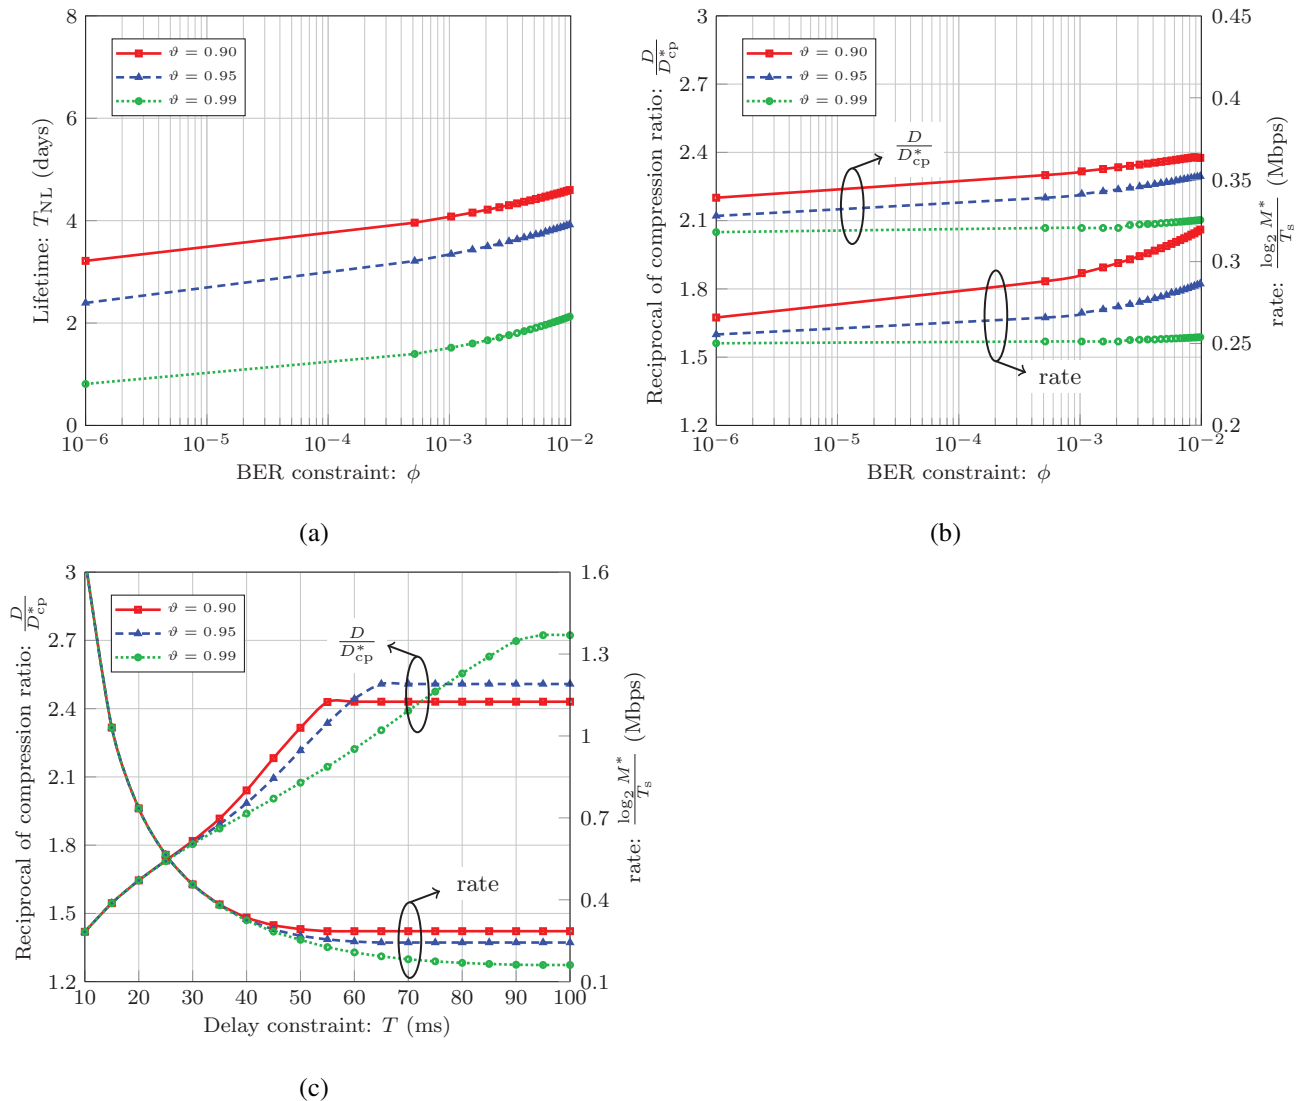 8
6
4
2
0
Lifetime: T_NL (days)
ϑ = 0.90
ϑ = 0.95
ϑ = 0.99
10^−6 10^−5 10^−4 10^−3 10^−2
BER constraint: ϕ
(a)
3
2.7
2.4
2.1
1.8
1.5
1.2
Reciprocal of compression ratio: D/D*_cp
ϑ = 0.90
ϑ = 0.95
ϑ = 0.99
D/D*_cp
rate
0.45
0.4
0.35
0.3
0.25
0.2
rate: log_2 M*/T_s (Mbps)
10^−6 10^−5 10^−4 10^−3 10^−2
BER constraint: ϕ
(b)
3
2.7
2.4
2.1
1.8
1.5
1.2
Reciprocal of compression ratio: D/D*_cp
ϑ = 0.90
ϑ = 0.95
ϑ = 0.99
D/D*_cp
rate
1.6
1.3
1
0.7
0.4
0.1
rate: log_2 M*/T_s (Mbps)
10 20 30 40 50 60 70 80 90 100
Delay constraint: T (ms)
(c)